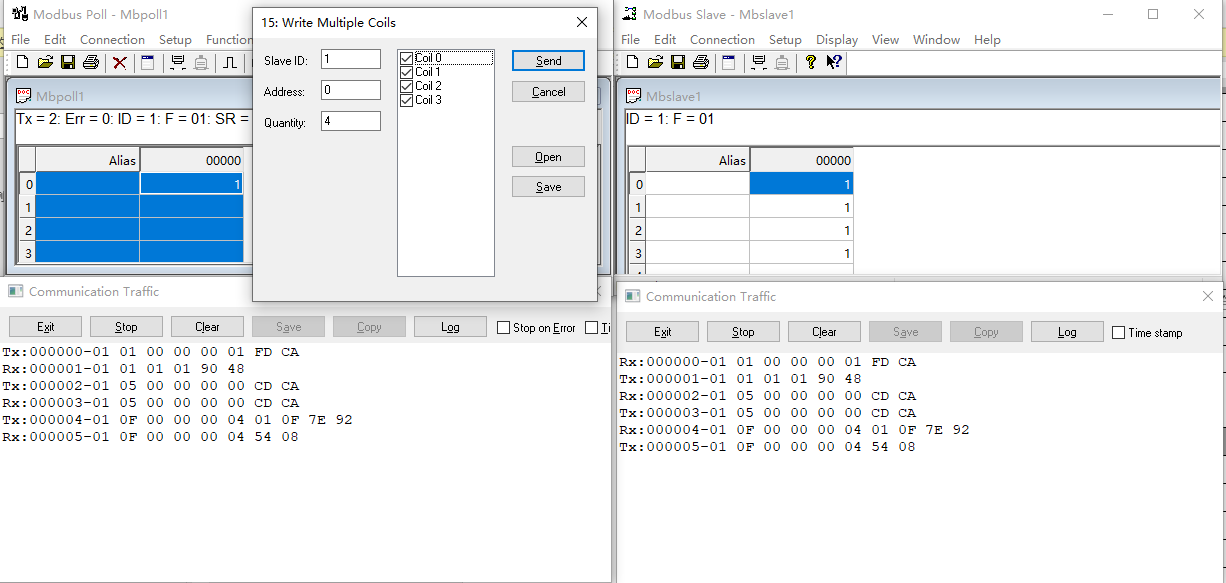 Modbus Poll - Mbpoll1
File Edit Connection Setup Function
Mbpoll1
Tx = 2: Err = 0: ID = 1: F = 01: SR =
Alias 00000
0 1
1
2
3
15: Write Multiple Coils
Slave ID: 1
Address: 0
Quantity: 4
Coil 0
Coil 1
Coil 2
Coil 3
Send
Cancel
Open
Save
Modbus Slave - Mbslave1
File Edit Connection Setup Display View Window Help
Mbslave1
ID = 1: F = 01
Alias 00000
0 1
1 1
2 1
3 1
Communication Traffic
Exit Stop Clear Save Copy Log Stop on Error Ti
Tx:000000-01 01 00 00 00 01 FD CA
Rx:000001-01 01 01 01 90 48
Tx:000002-01 05 00 00 00 00 CD CA
Rx:000003-01 05 00 00 00 00 CD CA
Tx:000004-01 0F 00 00 00 04 01 0F 7E 92
Rx:000005-01 0F 00 00 00 04 54 08
Communication Traffic
Exit Stop Clear Save Copy Log Time stamp
Rx:000000-01 01 00 00 00 01 FD CA
Tx:000001-01 01 01 01 90 48
Rx:000002-01 05 00 00 00 00 CD CA
Tx:000003-01 05 00 00 00 00 CD CA
Rx:000004-01 0F 00 00 00 04 01 0F 7E 92
Tx:000005-01 0F 00 00 00 04 54 08